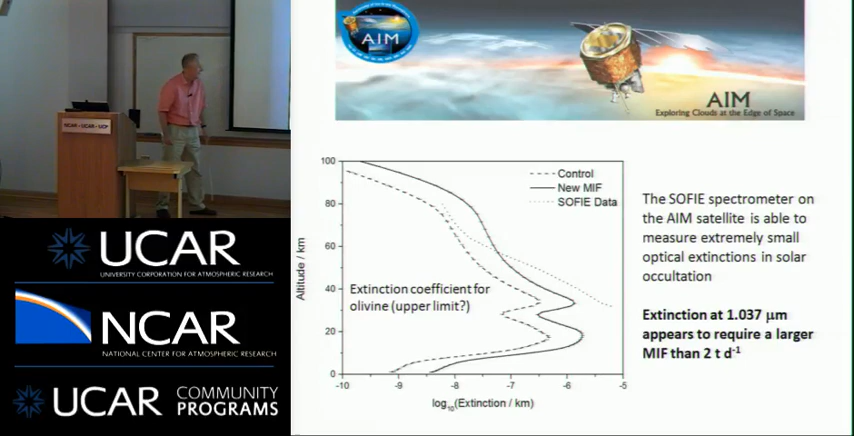 AIM
AIM
Exploring Clouds at the Edge of Space
NCAR • UCAR • UCP
UCAR
UNIVERSITY CORPORATION FOR ATMOSPHERIC RESEARCH
NCAR
NATIONAL CENTER FOR ATMOSPHERIC RESEARCH
UCAR COMMUNITY PROGRAMS
100
80
60
40
20
0
Altitude / km
Control
New MIF
SOFIE Data
Extinction coefficient for
olivine (upper limit?)
-10 -9 -8 -7 -6 -5
log10(Extinction / km)
The SOFIE spectrometer on
the AIM satellite is able to
measure extremely small
optical extinctions in solar
occultation
Extinction at 1.037 μm
appears to require a larger
MIF than 2 t d-1